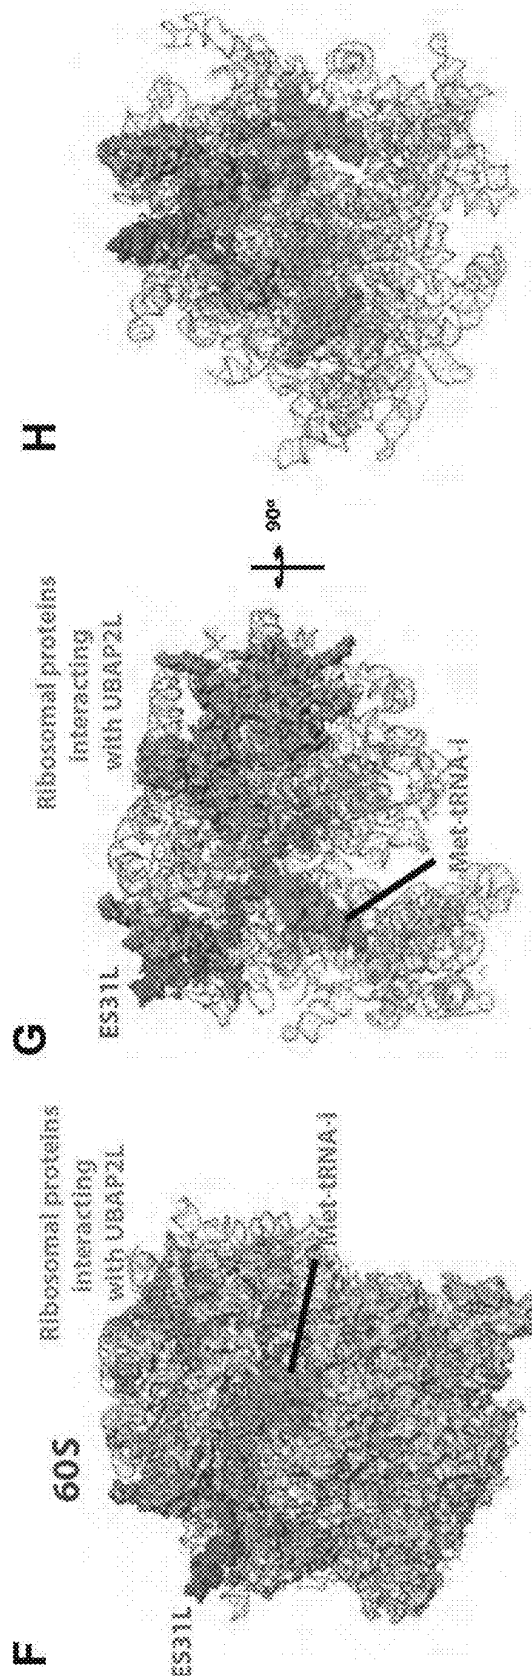 F
60S
Ribosomal proteins
interacting
with UBAP2L
ES31L
Met-tRNA-i
G
Ribosomal proteins
interacting
with UBAP2L
ES31L
Met-tRNA-i
90°
H